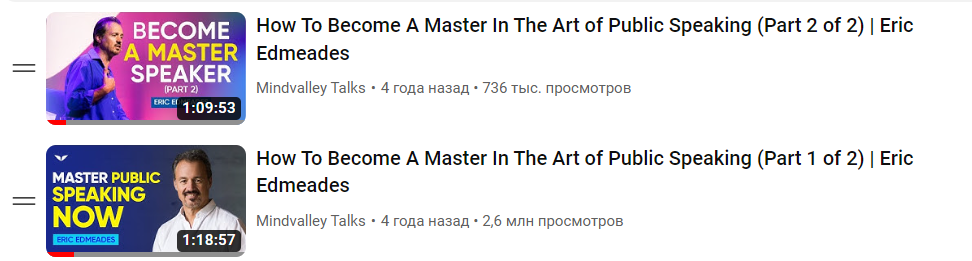 BECOME
A MASTER
SPEAKER
(PART 2)
ERIC ED
1:09:53
How To Become A Master In The Art of Public Speaking (Part 2 of 2) | Eric
Edmeades
Mindvalley Talks • 4 года назад • 736 тыс. просмотров
MASTER PUBLIC
SPEAKING
NOW
ERIC EDMEADES
1:18:57
How To Become A Master In The Art of Public Speaking (Part 1 of 2) | Eric
Edmeades
Mindvalley Talks • 4 года назад • 2,6 млн просмотров